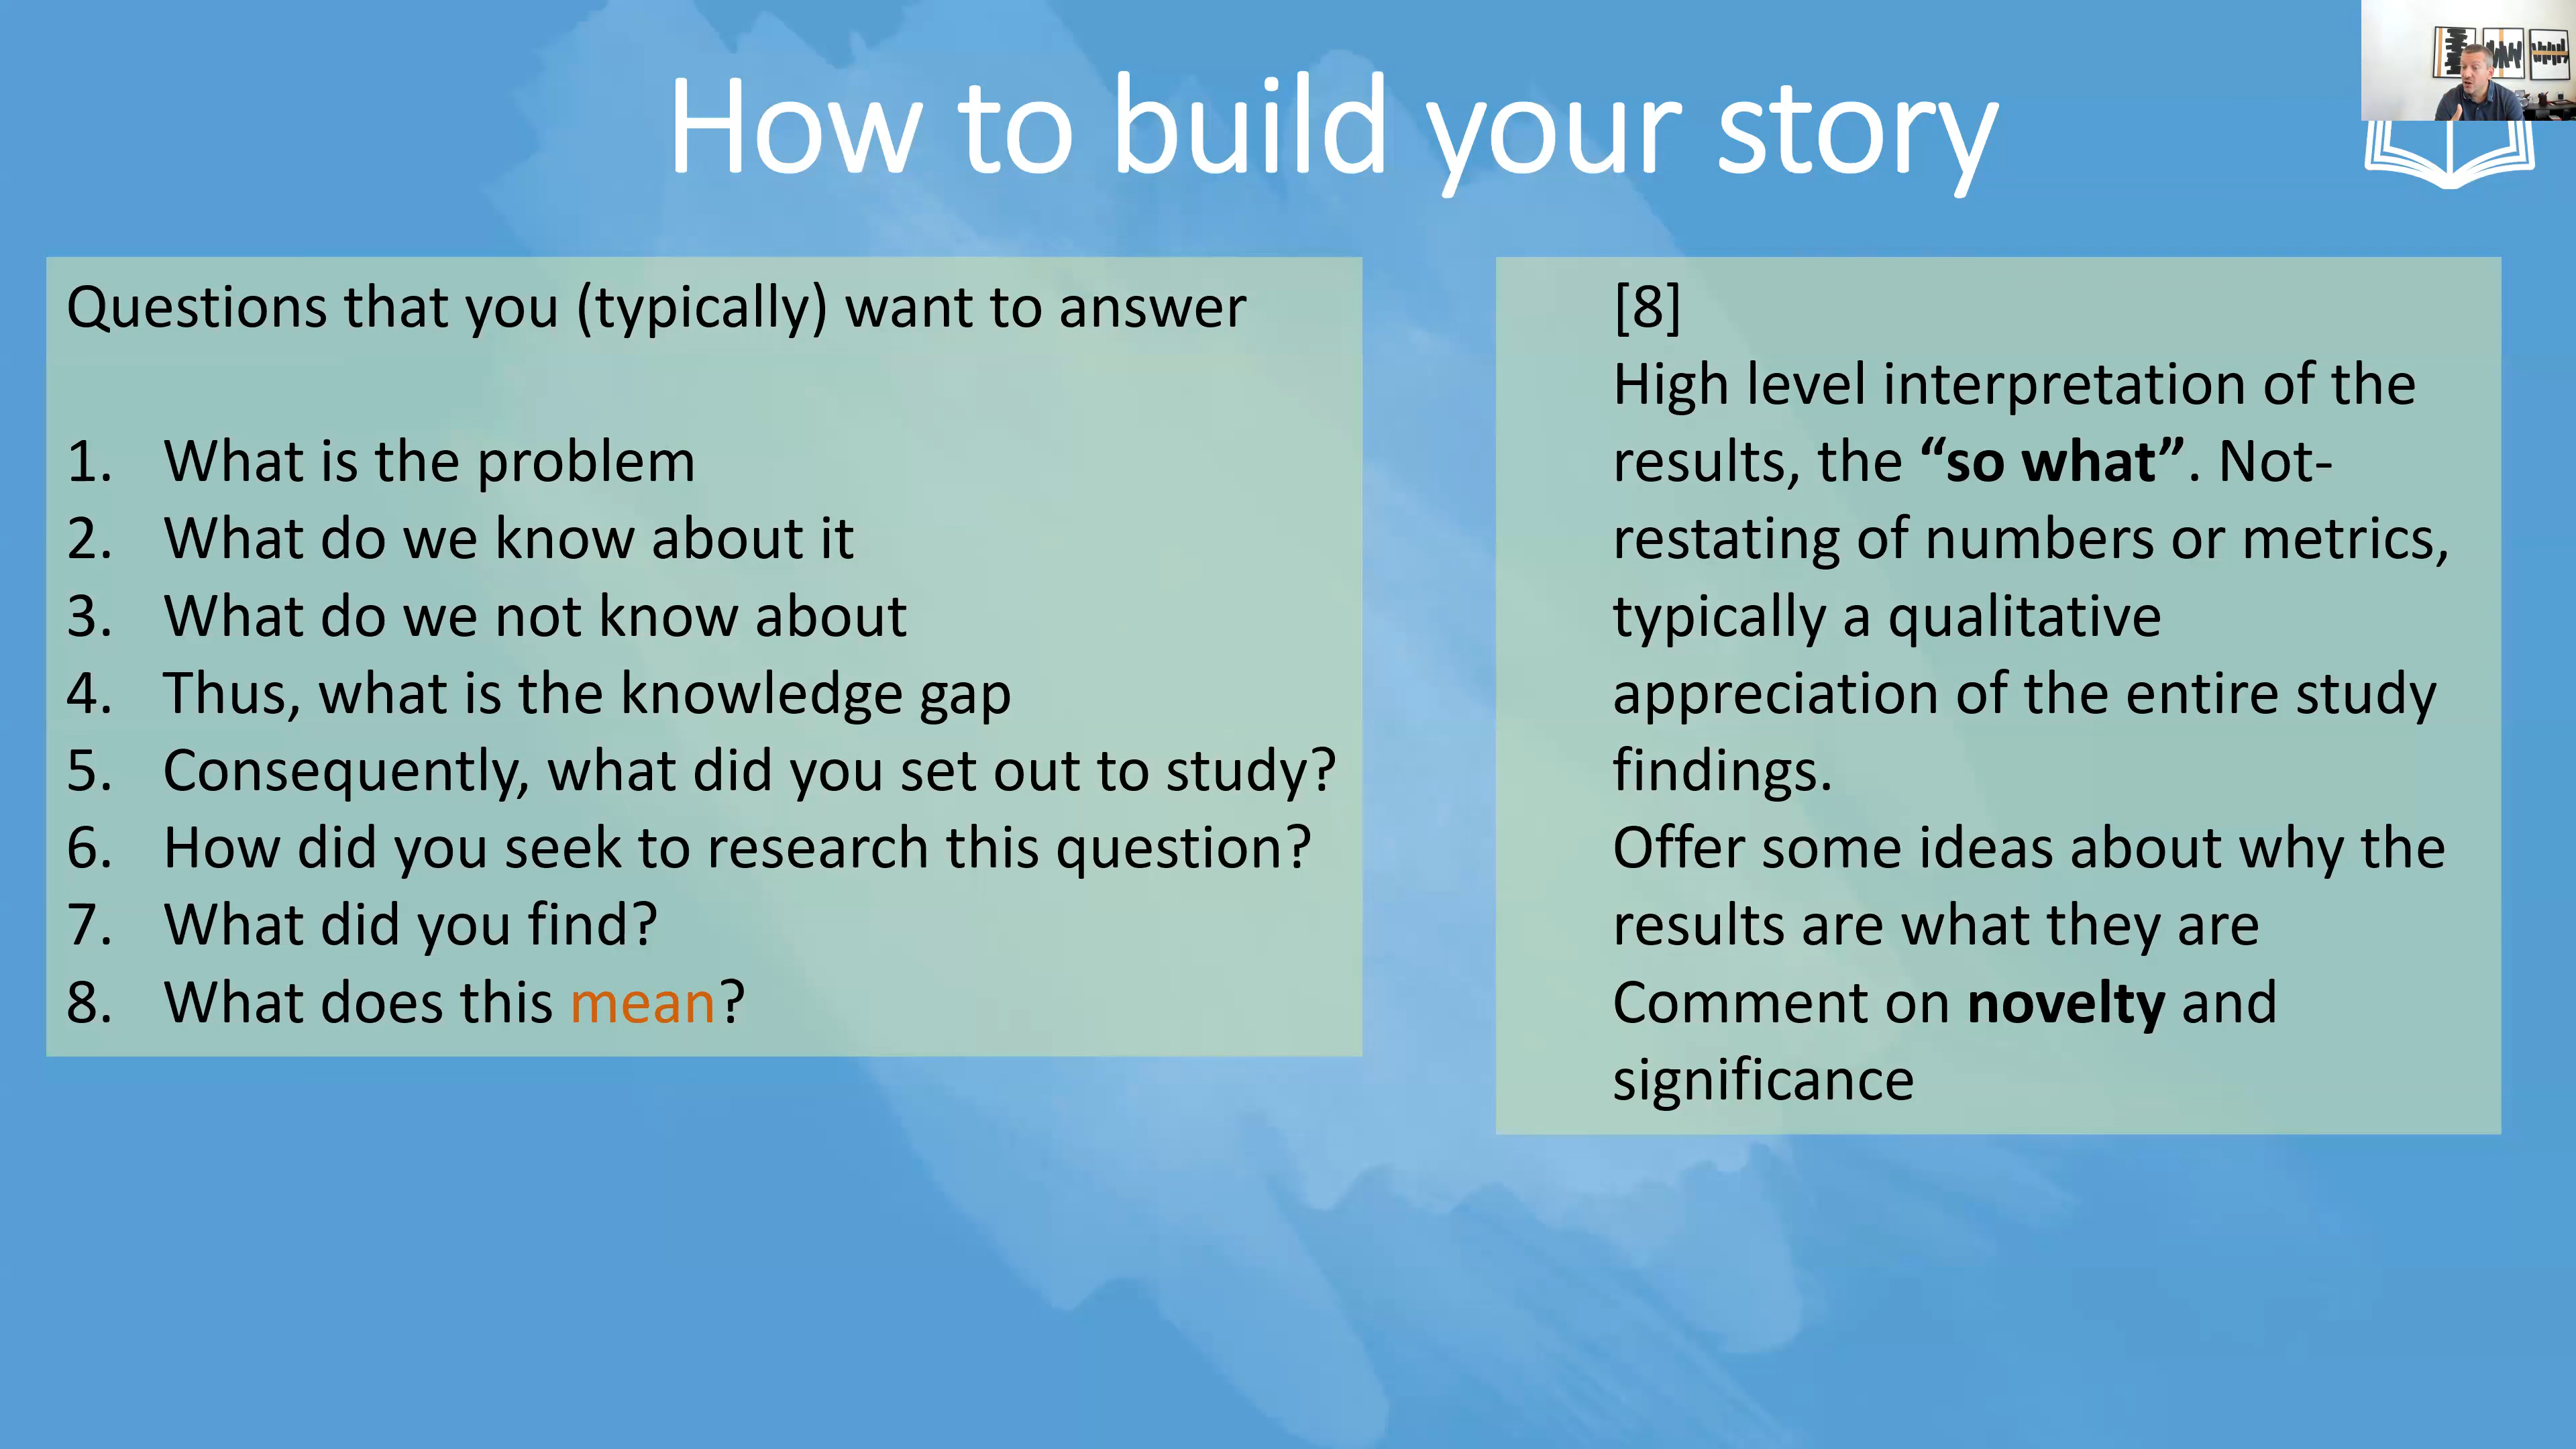 How to build your story
Questions that you (typically) want to answer
1. What is the problem
2. What do we know about it
3. What do we not know about
4. Thus, what is the knowledge gap
5. Consequently, what did you set out to study?
6. How did you seek to research this question?
7. What did you find?
8. What does this mean?
[8]
High level interpretation of the
results, the “so what”. Not-
restating of numbers or metrics,
typically a qualitative
appreciation of the entire study
findings.
Offer some ideas about why the
results are what they are
Comment on novelty and
significance